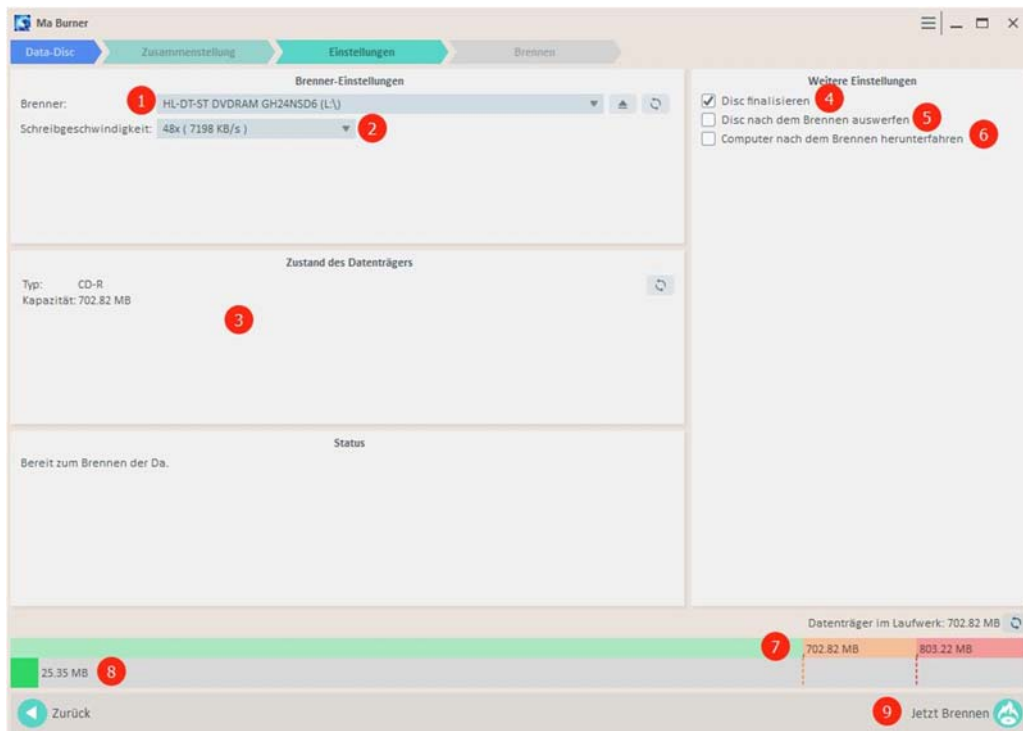 Ma Burner
Data-Disc Zusammenstellung Einstellungen Brennen
Brenner-Einstellungen
Brenner: 1 HL-DT-ST DVDRAM GH24NSD6 (L:\)
Schreibgeschwindigkeit: 48x ( 7198 KB/s ) 2
Weitere Einstellungen
Disc finalisieren 4
Disc nach dem Brennen auswerfen 5
Computer nach dem Brennen herunterfahren 6
Zustand des Datenträgers
Typ: CD-R
Kapazität: 702.82 MB
3
Status
Bereit zum Brennen der Da.
Datenträger im Laufwerk: 702.82 MB
7 702.82 MB 803.22 MB
25.35 MB 8
Zurück 9 Jetzt Brennen